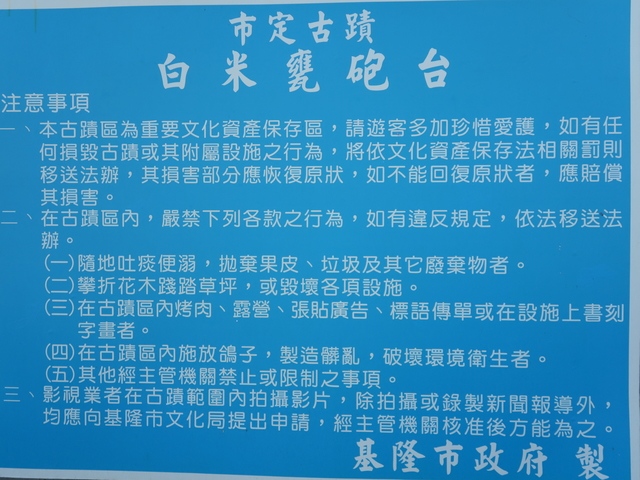 市定古蹟
白米甕砲台
注意事項
一、本古蹟區為重要文化資產保存區，請遊客多加珍惜愛護，如有任
何損毀古蹟或其附屬設施之行為，將依文化資產保存法相關罰則
移送法辦，其損害部分應恢復原狀，如不能回復原狀者，應賠償
其損害。
二、在古蹟區內，嚴禁下列各款之行為，如有違反規定，依法移送法
辦。
(一)隨地吐痰便溺，拋棄果皮、垃圾及其它廢棄物者。
(二)攀折花木踐踏草坪，或毀壞各項設施。
(三)在古蹟區內烤肉、露營、張貼廣告、標語傳單或在設施上書刻
字畫者。
(四)在古蹟區內施放鴿子，製造髒亂，破壞環境衛生者。
(五)其他經主管機關禁止或限制之事項。
三、影視業者在古蹟範圍內拍攝影片，除拍攝或錄製新聞報導外，
均應向基隆市文化局提出申請，經主管機關核准後方能為之。
基隆市政府 製